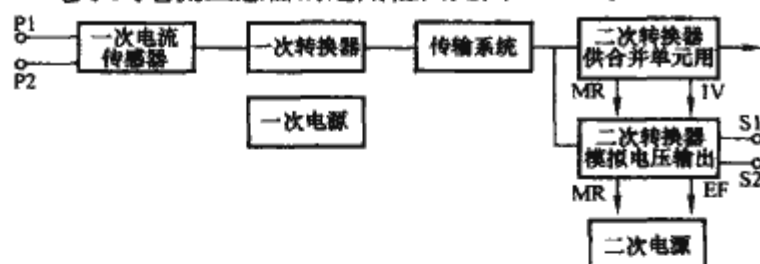 P1
P2
一次电流
传感器
一次转换器
传输系统
二次转换器
供合并单元用
一次电源
MR
IV
二次转换器
模拟电压输出
S1
S2
MR
EF
二次电源